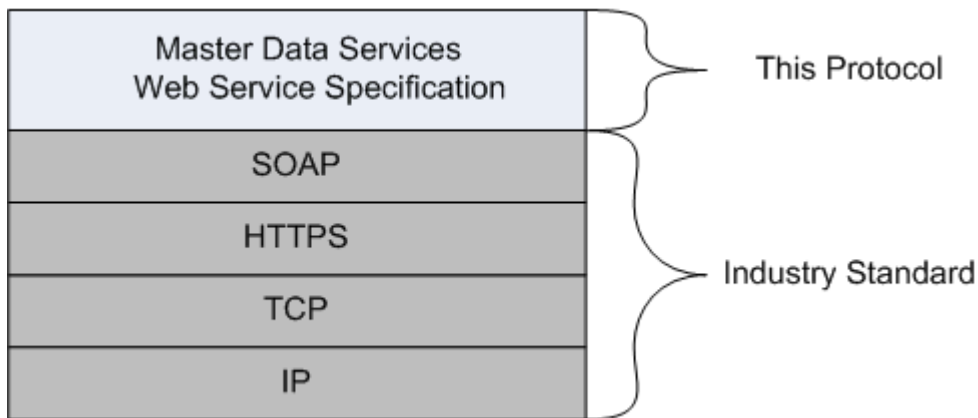 Master Data Services
Web Service Specification
This Protocol
SOAP
HTTPS
TCP
Industry Standard
IP